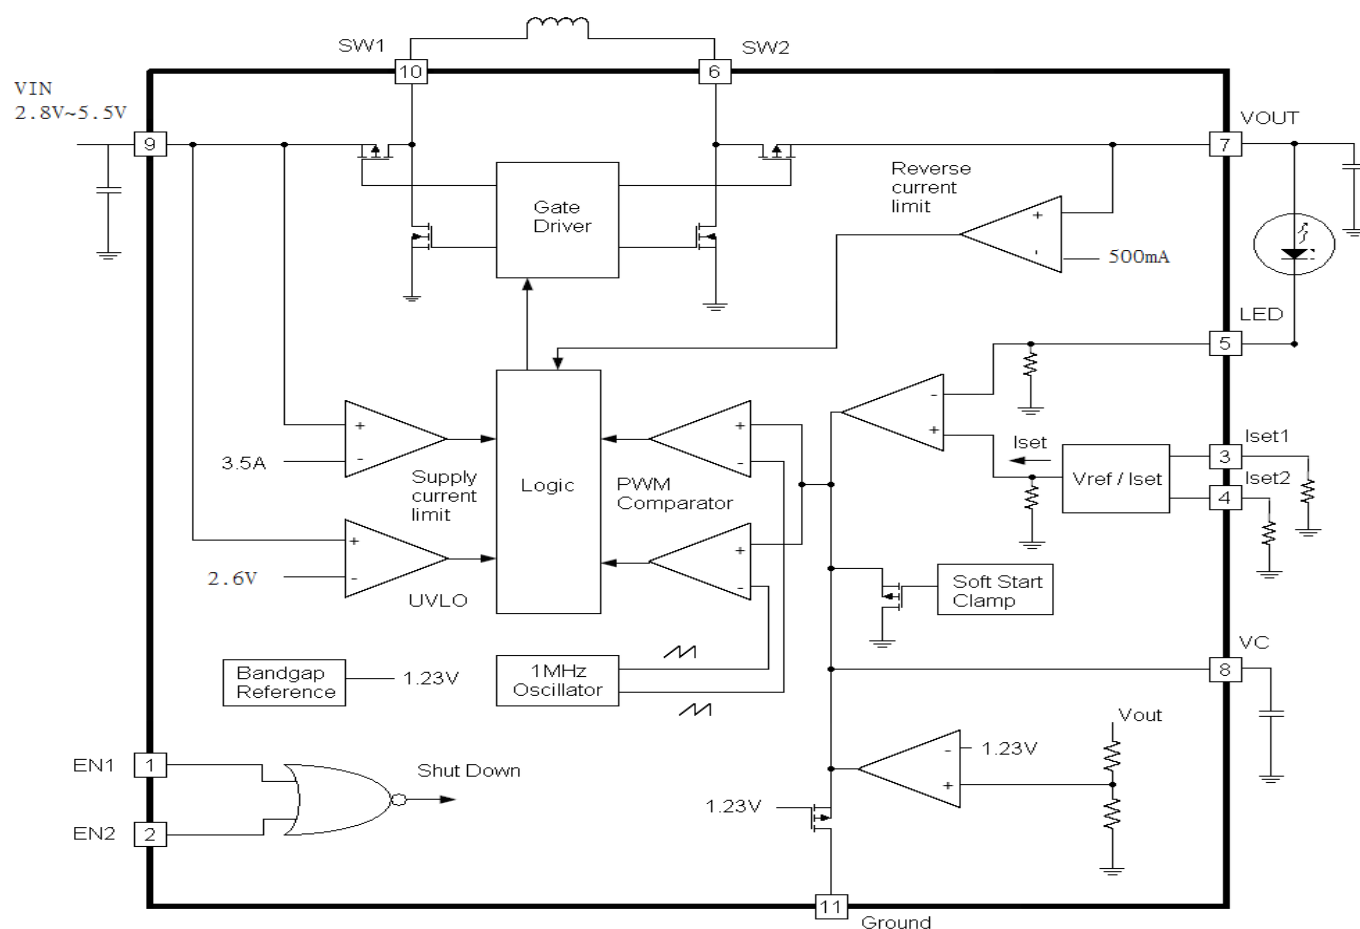 SW1
SW2
10
6
VIN
2.8V~5.5V
9
VOUT
7
Gate
Driver
Reverse
current
limit
+
-
500mA
LED
5
-
+
Iset
Vref / Iset
Iset1
3
Iset2
4
+
3.5A
-
Supply
current
limit
Logic
PWM
Comparator
+
-
+
2.6V
-
UVLO
+
-
Soft Start
Clamp
Bandgap
Reference
1.23V
1MHz
Oscillator
VC
8
Vout
-
1.23V
+
1.23V
EN1
1
Shut Down
EN2
2
11
Ground